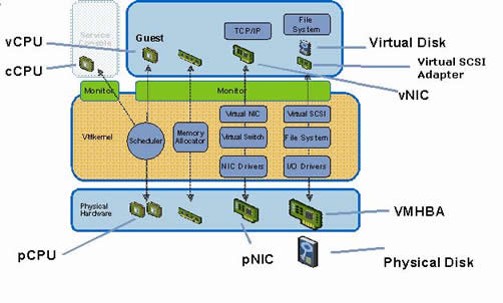 Service
Console
vCPU
Guest
TCP/IP
File
System
Virtual Disk
cCPU
Virtual SCSI
Adapter
vNIC
Monitor
Monitor
Virtual NIC
Virtual SCSI
VMkernel
Scheduler
Memory
Allocator
Virtual Switch
File System
NIC Drivers
I/O Drivers
Physical
Hardware
VMHBA
pCPU
pNIC
Physical Disk